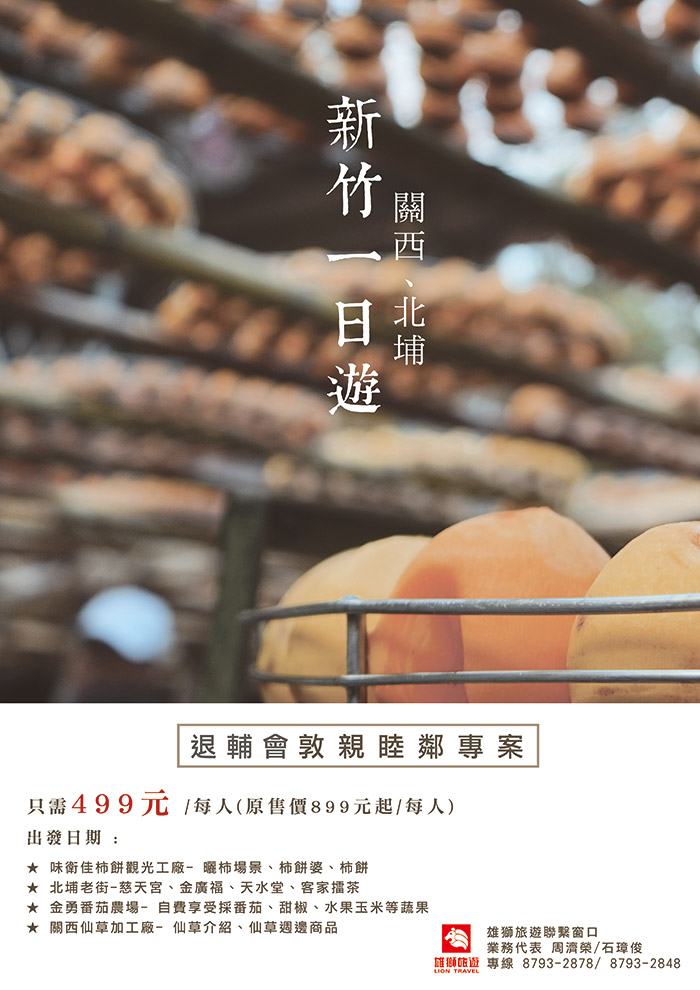 新竹一日遊
關西、北埔
退輔會敦親睦鄰專案
只需499元 /每人(原售價899元起/每人)
出發日期 :
★ 味衛佳柿餅觀光工廠- 曬柿場景、柿餅婆、柿餅
★ 北埔老街-慈天宮、金廣福、天水堂、客家擂茶
★ 金勇番茄農場- 自費享受採番茄、甜椒、水果玉米等蔬果
★ 關西仙草加工廠- 仙草介紹、仙草週邊商品
雄獅旅遊
LION TRAVEL
雄獅旅遊聯繫窗口
業務代表 周濟榮/石璋俊
專線 8793-2878/ 8793-2848